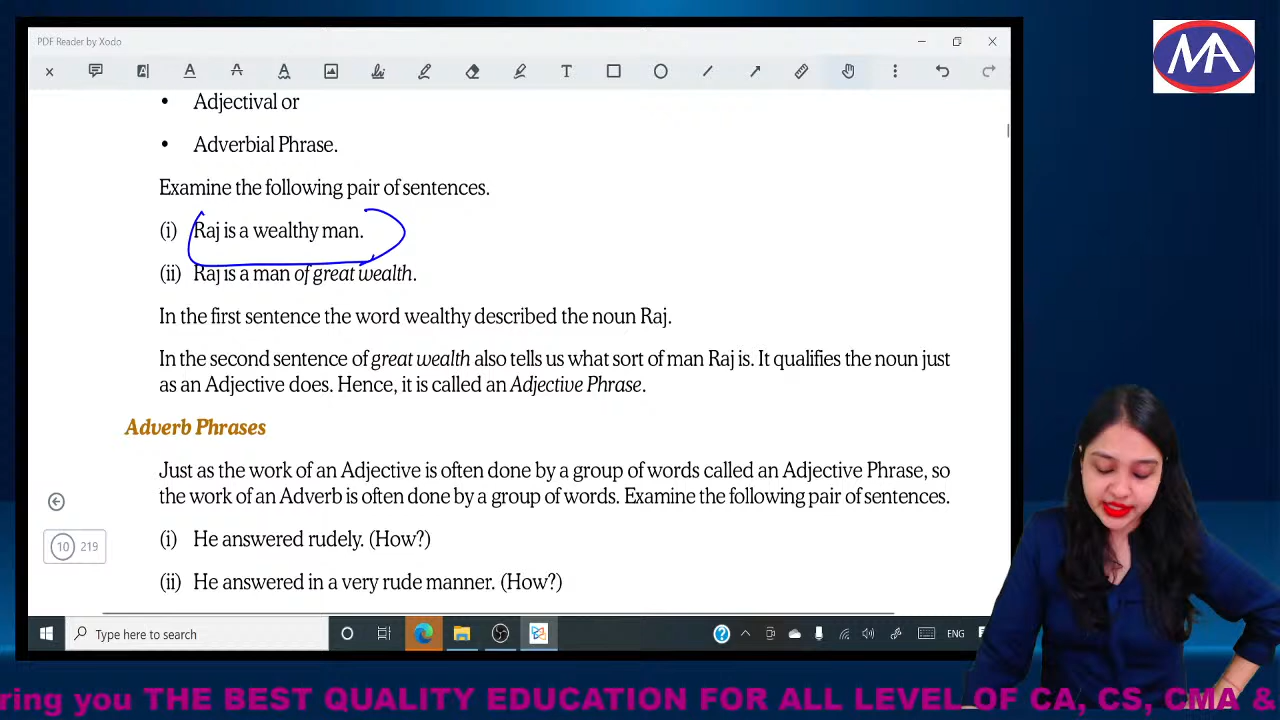 PDF Reader by Xodo
MA
• Adjectival or
• Adverbial Phrase.
Examine the following pair of sentences.
(i) Raj is a wealthy man.
(ii) Raj is a man of great wealth.
In the first sentence the word wealthy described the noun Raj.
In the second sentence of great wealth also tells us what sort of man Raj is. It qualifies the noun just
as an Adjective does. Hence, it is called an Adjective Phrase.
Adverb Phrases
Just as the work of an Adjective is often done by a group of words called an Adjective Phrase, so
the work of an Adverb is often done by a group of words. Examine the following pair of sentences.
(i) He answered rudely. (How?)
10 219
(ii) He answered in a very rude manner. (How?)
Type here to search
ENG
ring you THE BEST QUALITY EDUCATION FOR ALL LEVEL OF CA, CS, CMA &